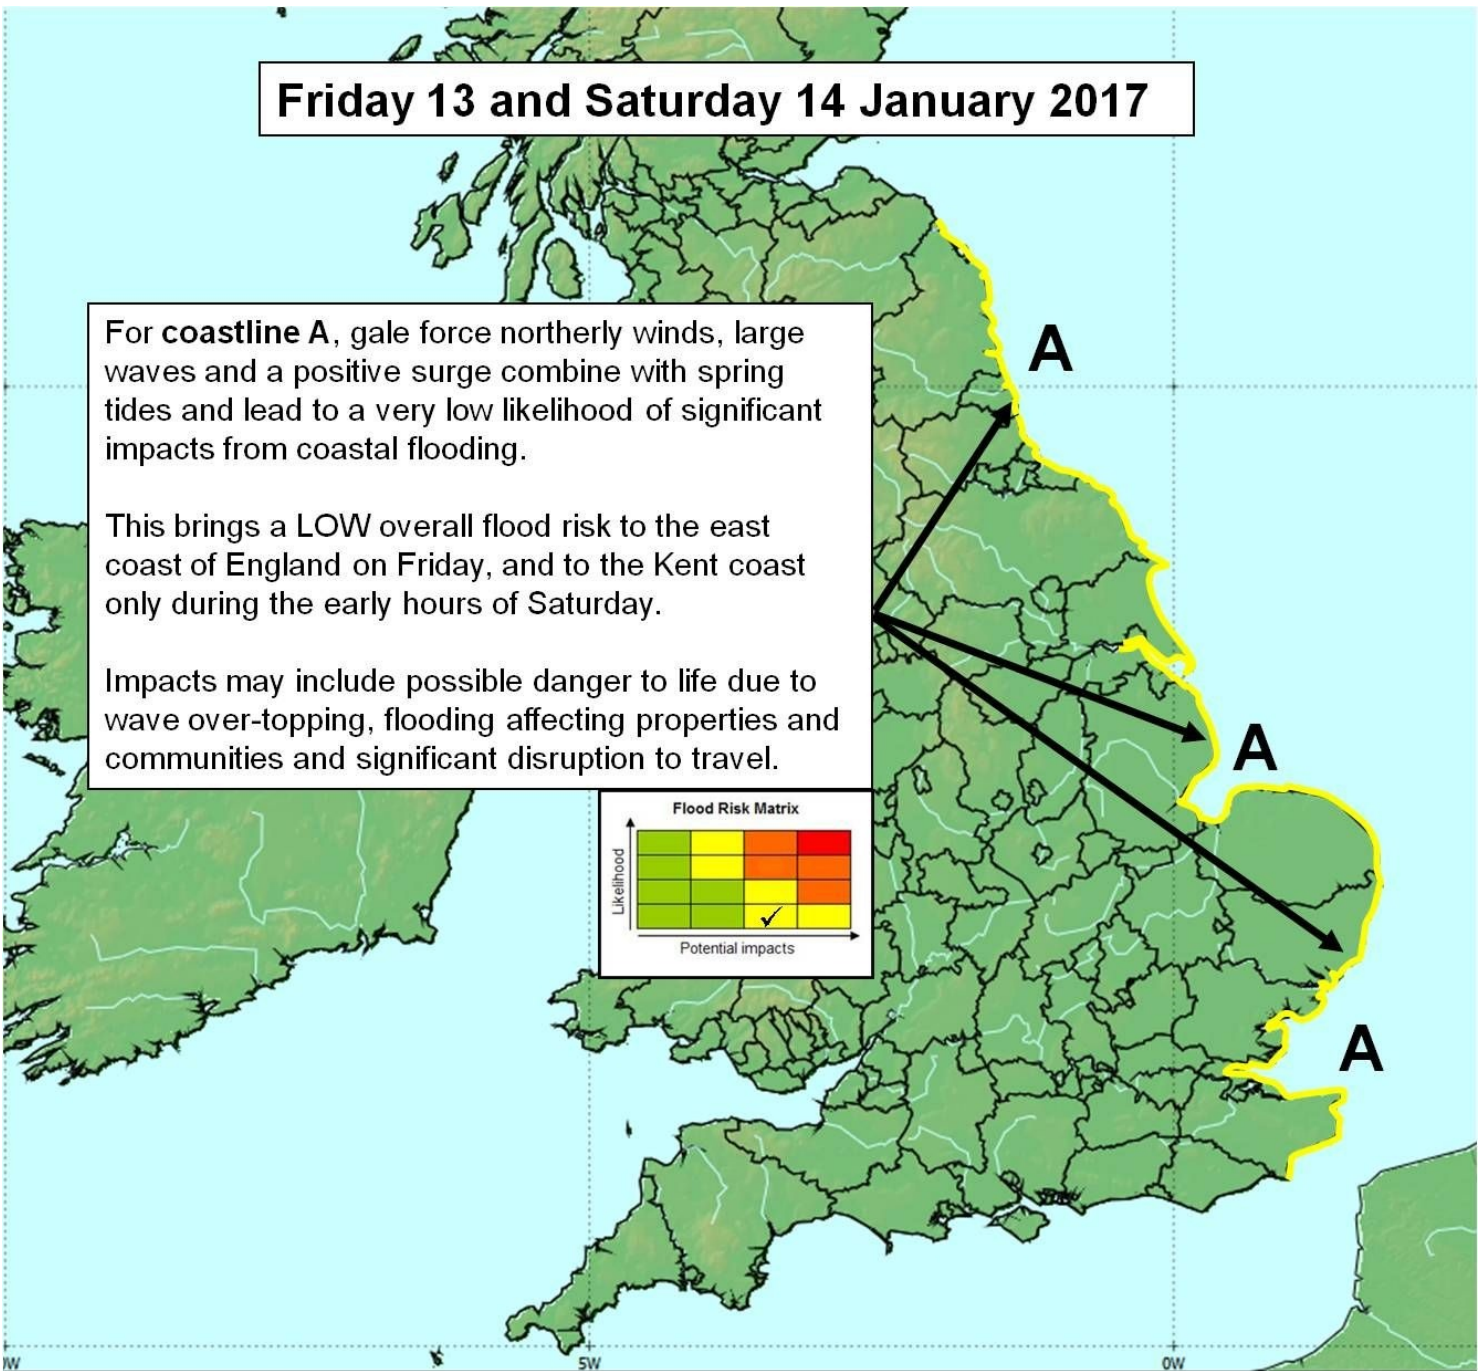 Friday 13 and Saturday 14 January 2017
A
For coastline A, gale force northerly winds, large
waves and a positive surge combine with spring
tides and lead to a very low likelihood of significant
impacts from coastal flooding.
This brings a LOW overall flood risk to the east
coast of England on Friday, and to the Kent coast
only during the early hours of Saturday.
Impacts may include possible danger to life due to
wave over-topping, flooding affecting properties and
communities and significant disruption to travel.
A
Flood Risk Matrix
Likelihood
Potential impacts
A
5W
0W